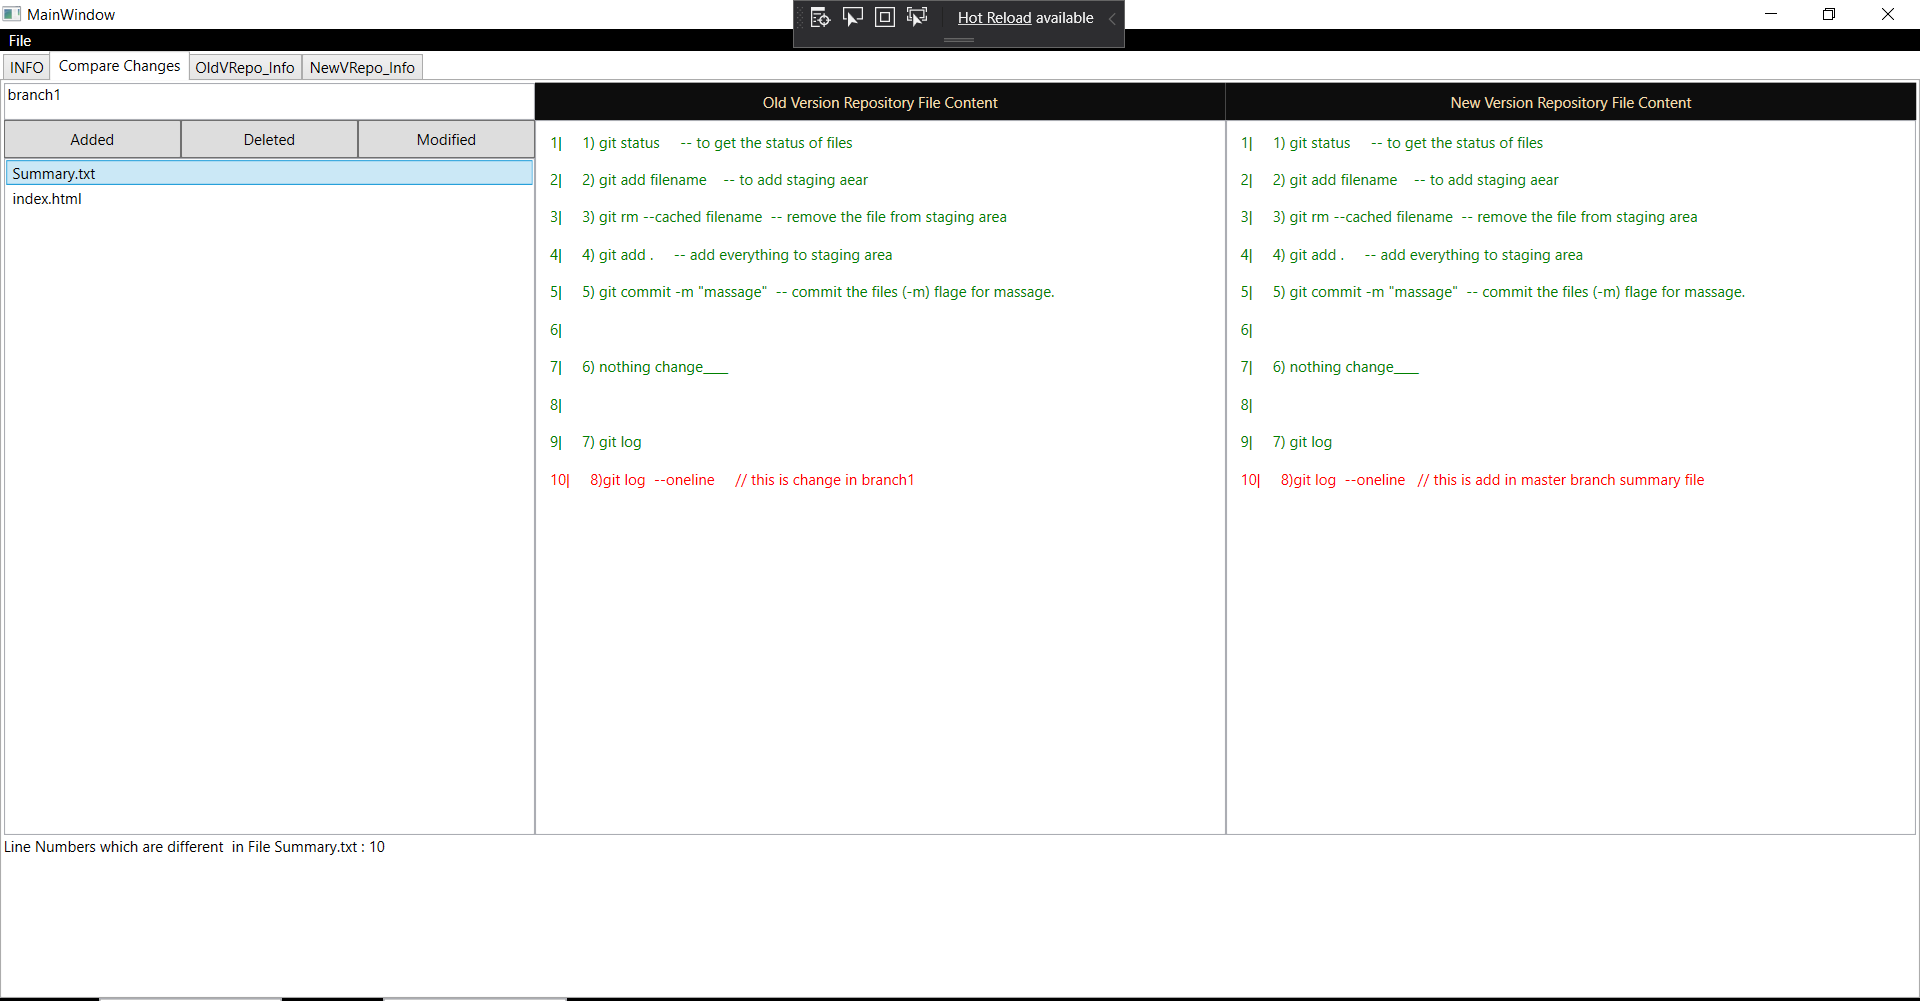 MainWindow
Hot Reload available
File
INFO Compare Changes OldVRepo_Info NewVRepo_Info
branch1
Added Deleted Modified
Summary.txt
index.html
Old Version Repository File Content
1| 1) git status -- to get the status of files
2| 2) git add filename -- to add staging aear
3| 3) git rm --cached filename -- remove the file from staging area
4| 4) git add . -- add everything to staging area
5| 5) git commit -m "massage" -- commit the files (-m) flage for massage.
6|
7| 6) nothing change____
8|
9| 7) git log
10| 8)git log --oneline // this is change in branch1
New Version Repository File Content
1| 1) git status -- to get the status of files
2| 2) git add filename -- to add staging aear
3| 3) git rm --cached filename -- remove the file from staging area
4| 4) git add . -- add everything to staging area
5| 5) git commit -m "massage" -- commit the files (-m) flage for massage.
6|
7| 6) nothing change____
8|
9| 7) git log
10| 8)git log --oneline // this is add in master branch summary file
Line Numbers which are different in File Summary.txt : 10